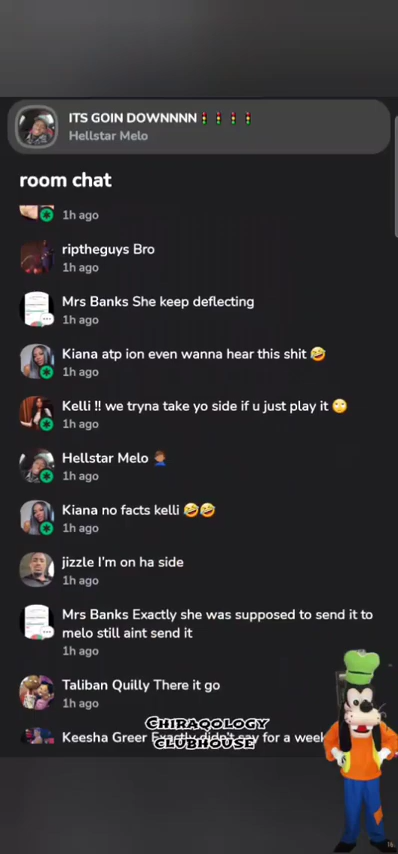 ITS GOIN DOWNNNN🚦🚦🚦🚦
Hellstar Melo
room chat
1h ago
riptheguys Bro
1h ago
Mrs Banks She keep deflecting
1h ago
Kiana atp ion even wanna hear this shit 🤣
1h ago
Kelli !! we tryna take yo side if u just play it 🙄
1h ago
Hellstar Melo 🤦🏾‍♂️
1h ago
Kiana no facts kelli 🤣🤣
1h ago
jizzle I'm on ha side
1h ago
Mrs Banks Exactly she was supposed to send it to
melo still aint send it
1h ago
Taliban Quilly There it go
1h ago
Keesha Greer Exactly didn't say for a week
CHIRAQOLOGY
CLUBHOUSE